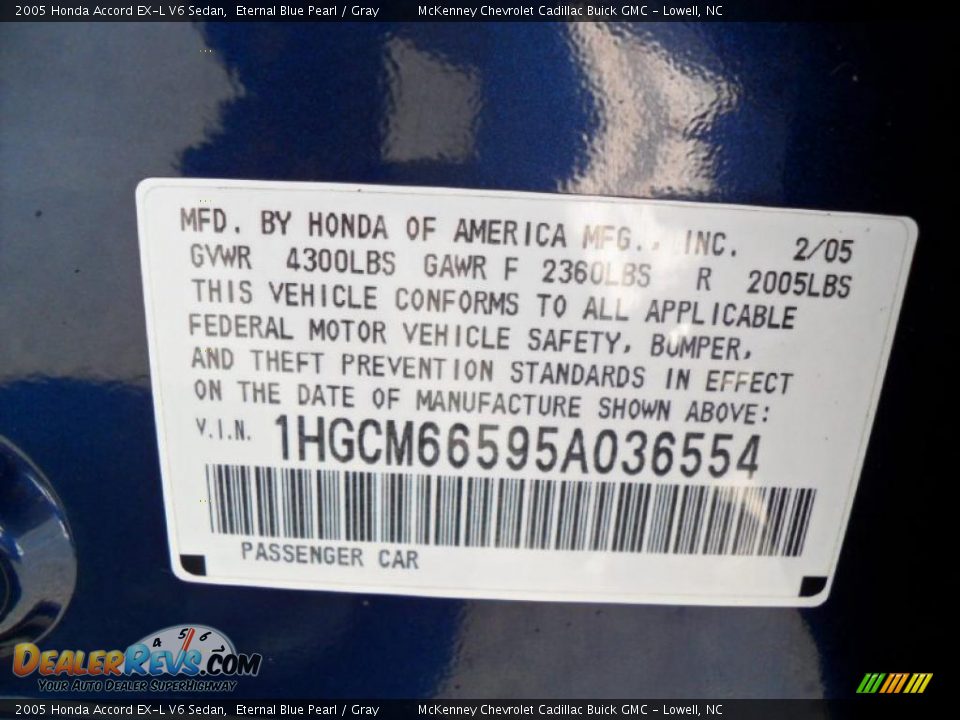 2005 Honda Accord EX-L V6 Sedan, Eternal Blue Pearl / Gray McKenney Chevrolet Cadillac Buick GMC - Lowell, NC
MFD. BY HONDA OF AMERICA MFG., INC. 2/05
GVWR 4300LBS GAWR F 2360LBS R 2005LBS
THIS VEHICLE CONFORMS TO ALL APPLICABLE
FEDERAL MOTOR VEHICLE SAFETY, BUMPER,
AND THEFT PREVENTION STANDARDS IN EFFECT
ON THE DATE OF MANUFACTURE SHOWN ABOVE:
V.I.N. 1HGCM66595A036554
PASSENGER CAR
4 5 6
DEALERREVS.COM
YOUR AUTO DEALER SUPERHIGHWAY
2005 Honda Accord EX-L V6 Sedan, Eternal Blue Pearl / Gray McKenney Chevrolet Cadillac Buick GMC - Lowell, NC